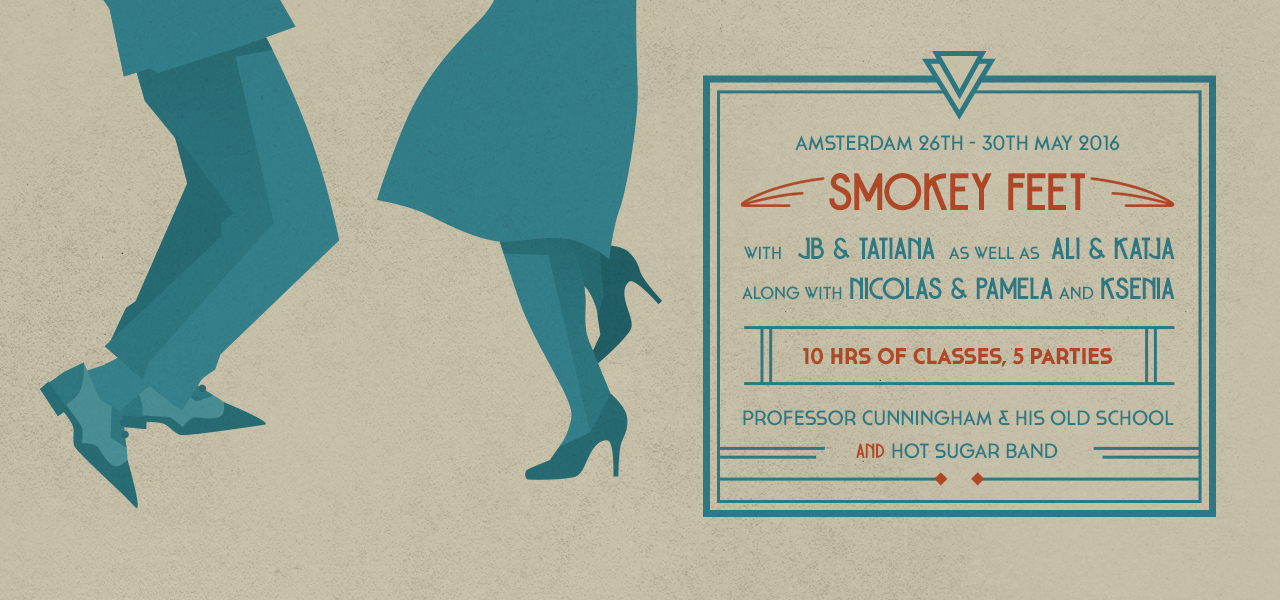 AMSTERDAM 26TH - 30TH MAY 2016
SMOKEY FEET
WITH JB & TATIANA AS WELL AS ALI & KATJA
ALONG WITH NICOLAS & PAMELA AND KSENIA
10 HRS OF CLASSES, 5 PARTIES
PROFESSOR CUNNINGHAM & HIS OLD SCHOOL
AND HOT SUGAR BAND